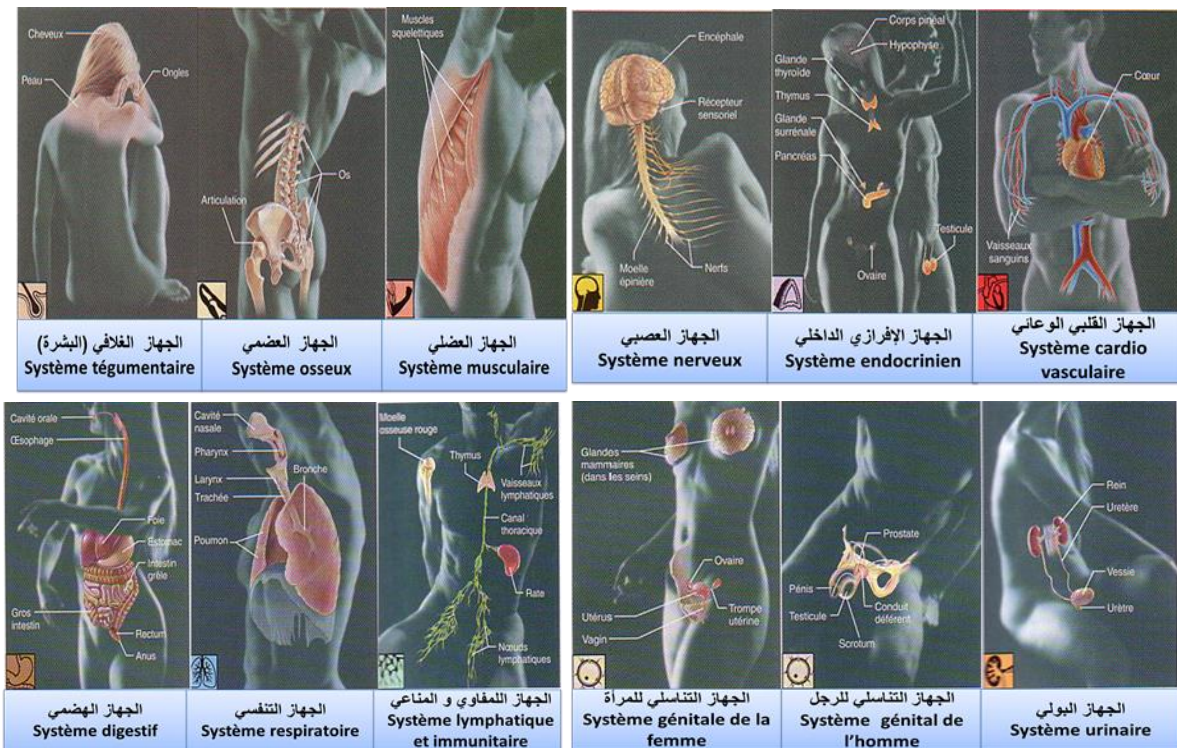 Cheveux
Peau
Ongles
Articulation
Os
Muscles
squelettiques
Encéphale
Récepteur
sensoriel
Moelle
épinière
Nerfs
Corps pinéal
Hypophyse
Glande
thyroïde
Thymus
Glande
surrénale
Pancréas
Testicule
Ovaire
Cœur
Vaisseaux
sanguins
الجهاز الغلافي (البشرة)
Système tégumentaire
الجهاز العضمي
Système osseux
الجهاز العضلي
Système musculaire
الجهاز العصبي
Système nerveux
الجهاز الإفرازي الداخلي
Système endocrinien
الجهاز القلبي الوعائي
Système cardio
vasculaire
Cavité orale
Œsophage
Foie
Estomac
Intestin
grêle
Gros
intestin
Rectum
Anus
Cavité
nasale
Pharynx
Larynx
Trachée
Bronche
Poumon
Moelle
osseuse rouge
Thymus
Vaisseaux
lymphatiques
Canal
thoracique
Rate
Nœuds
lymphatiques
Glandes
mammaires
(dans les seins)
Ovaire
Utérus
Vagin
Trompe
utérine
Prostate
Pénis
Testicule
Conduit
déférent
Scrotum
Rein
Uretère
Vessie
Urètre
الجهاز الهضمي
Système digestif
الجهاز التنفسي
Système respiratoire
الجهاز اللمفاوي و المناعي
Système lymphatique
et immunitaire
الجهاز التناسلي للمرأة
Système génitale de la
femme
الجهاز التناسلي للرجل
Système génital de
l'homme
الجهاز البولي
Système urinaire